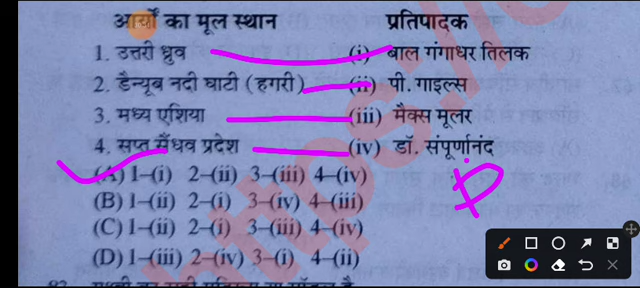 आर्यों का मूल स्थान प्रतिपादक
1. उत्तरी ध्रुव (i) बाल गंगाधर तिलक
2. डैन्यूब नदी घाटी (हगरी) (ii) पी. गाइल्स
3. मध्य एशिया (iii) मैक्स मूलर
4. सप्त सैंधव प्रदेश (iv) डॉ. संपूर्णानंद
(A) 1–(i) 2–(ii) 3–(iii) 4–(iv)
(B) 1–(ii) 2–(i) 3–(iv) 4–(iii)
(C) 1–(ii) 2–(i) 3–(iii) 4–(iv)
(D) 1–(iii) 2–(iv) 3–(i) 4–(ii)